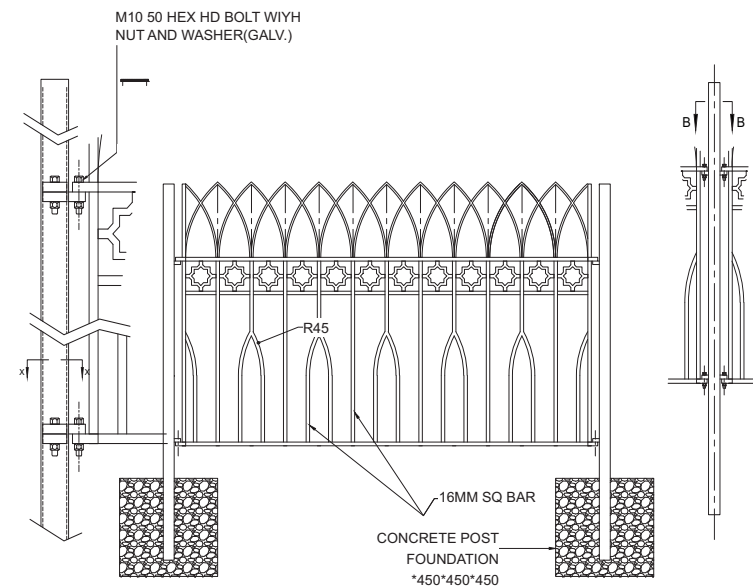 M10 50 HEX HD BOLT WIYH
NUT AND WASHER(GALV.)
B B
R45
x x
16MM SQ BAR
CONCRETE POST
FOUNDATION
*450*450*450